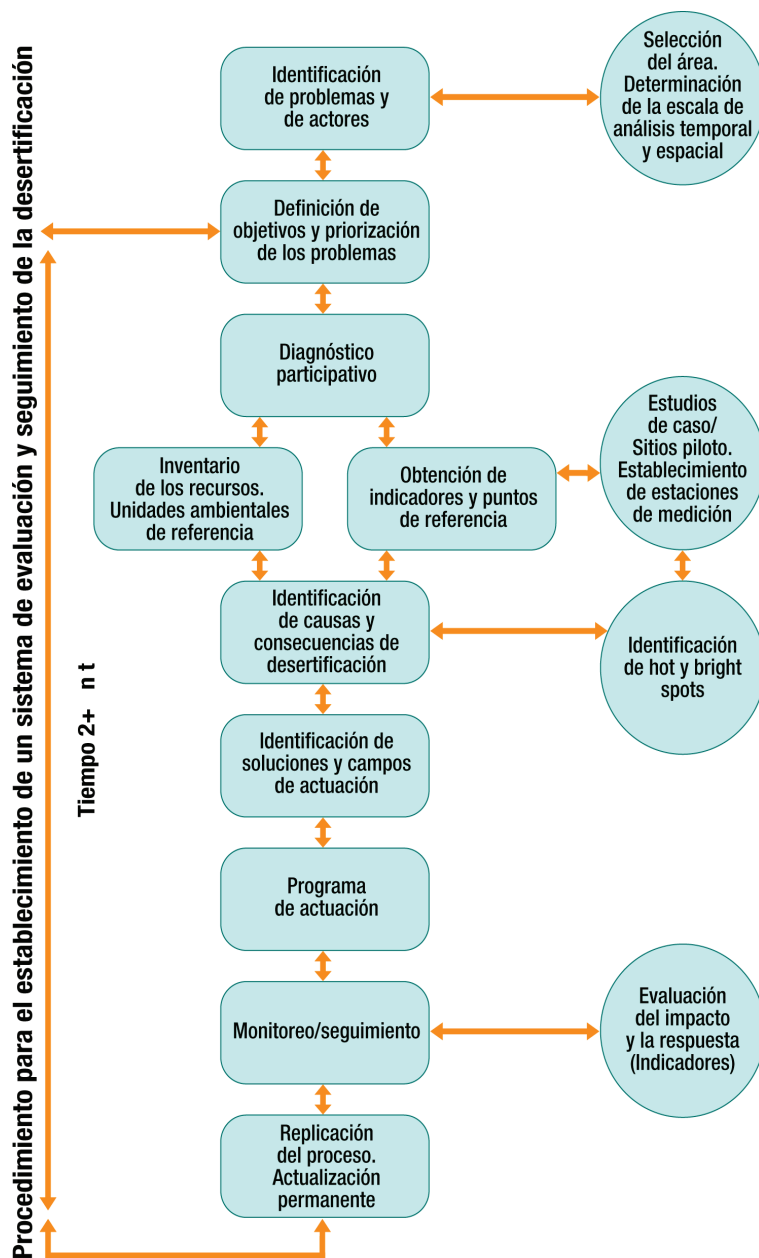 Procedimiento para el establecimiento de un sistema de evaluación y seguimiento de la desertificación
Tiempo 2+ n t
Identificación
de problemas y
de actores
Selección
del área.
Determinación
de la escala de
análisis temporal
y espacial
Definición de
objetivos y priorización
de los problemas
Diagnóstico
participativo
Inventario
de los recursos.
Unidades ambientales
de referencia
Obtención de
indicadores y puntos
de referencia
Estudios
de caso/
Sitios piloto.
Establecimiento
de estaciones
de medición
Identificación
de causas y
consecuencias de
desertificación
Identificación
de hot y bright
spots
Identificación de
soluciones y campos
de actuación
Programa
de actuación
Monitoreo/seguimiento
Evaluación
del impacto
y la respuesta
(Indicadores)
Replicación
del proceso.
Actualización
permanente